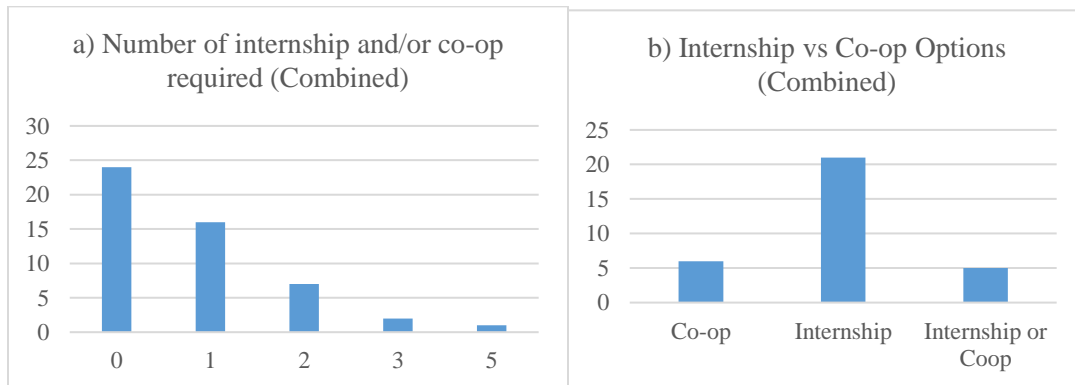 a) Number of internship and/or co-op
required (Combined)
30
25
20
15
10
5
0
0 1 2 3 5
b) Internship vs Co-op Options
(Combined)
25
20
15
10
5
0
Co-op Internship Internship or
Coop